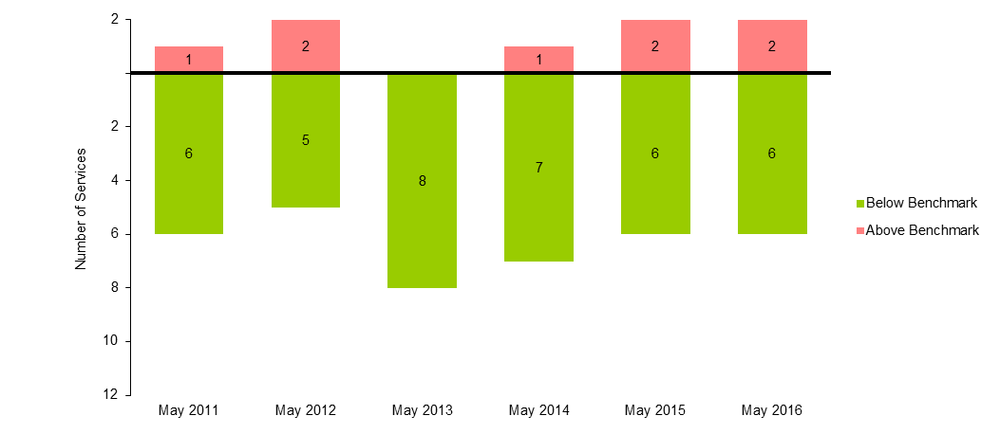 2
2
4
6
8
10
12
Number of Services
1
2
1
2
2
6
5
8
7
6
6
May 2011
May 2012
May 2013
May 2014
May 2015
May 2016
Below Benchmark
Above Benchmark